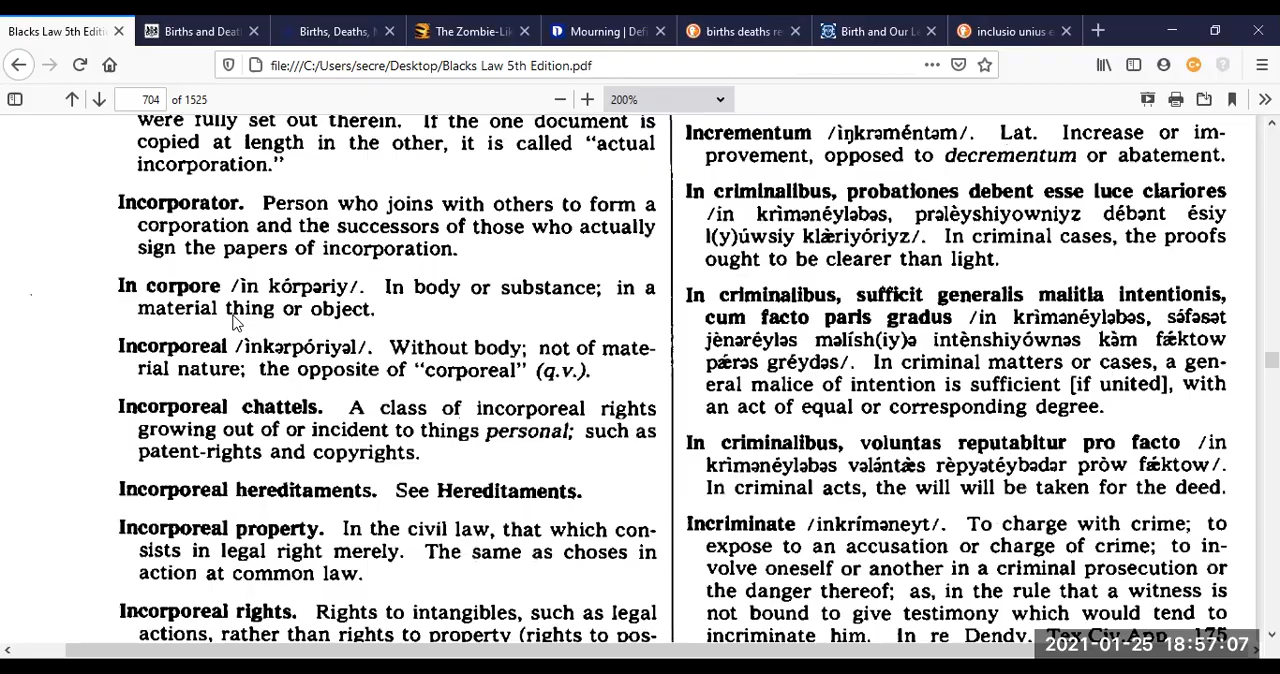 Blacks Law 5th Editi
Births and Deat
Births, Deaths, M
The Zombie-Lik
Mourning | Defi
births deaths re
Birth and Our Le
inclusio unius e
file:///C:/Users/secre/Desktop/Blacks Law 5th Edition.pdf
704 of 1525
200%
were fully set out therein. If the one document is
copied at length in the other, it is called “actual
incorporation.”
Incorporator. Person who joins with others to form a
corporation and the successors of those who actually
sign the papers of incorporation.
In corpore /ìn kórpəriy/. In body or substance; in a
material thing or object.
Incorporeal /ìnkərpóriyəl/. Without body; not of mate-
rial nature; the opposite of “corporeal” (q.v.).
Incorporeal chattels. A class of incorporeal rights
growing out of or incident to things personal; such as
patent-rights and copyrights.
Incorporeal hereditaments. See Hereditaments.
Incorporeal property. In the civil law, that which con-
sists in legal right merely. The same as choses in
action at common law.
Incorporeal rights. Rights to intangibles, such as legal
actions, rather than rights to property (rights to pos-
Incrementum /ìŋkrəméntəm/. Lat. Increase or im-
provement, opposed to decrementum or abatement.
In criminalibus, probationes debent esse luce clariores
/in krìmənéyləbəs, prəlèyshiyówniyz débənt ésiy
l(y)úwsiy klæ̀riyóriyz/. In criminal cases, the proofs
ought to be clearer than light.
In criminalibus, sufficit generalis malitia intentionis,
cum facto paris gradus /in krìmənéyləbəs, sə́fəsət
jènəréyləs məlísh(iy)ə intènshiyównəs kàm fǽktow
pǽrəs gréydəs/. In criminal matters or cases, a gen-
eral malice of intention is sufficient [if united], with
an act of equal or corresponding degree.
In criminalibus, voluntas reputabitur pro facto /in
krìmənéyləbəs vəlántæ̀s rèpyətéybədər pròw fǽktow/.
In criminal acts, the will will be taken for the deed.
Incriminate /inkríməneyt/. To charge with crime; to
expose to an accusation or charge of crime; to in-
volve oneself or another in a criminal prosecution or
the danger thereof; as, in the rule that a witness is
not bound to give testimony which would tend to
incriminate him. In re Dendy, Tex.Civ.App., 175
2021-01-25 18:57:07